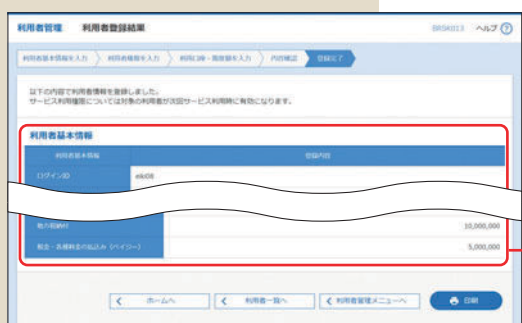 利用者管理 利用者登録結果
BRSK013 ヘルプ ?
利用者基本情報を入力 利用者権限を入力 利用口座・限度額を入力 内容確認 登録完了
以下の内容で利用者情報を登録しました。
サービス利用権限については対象の利用者が次回サービス利用時に有効になります。
利用者基本情報
利用者基本情報 登録内容
ログインID
地方税納付 10,000,000
税金・各種料金の払込み（ペイジー） 5,000,000
ホームへ 利用者一覧へ 利用者管理メニューへ 印刷